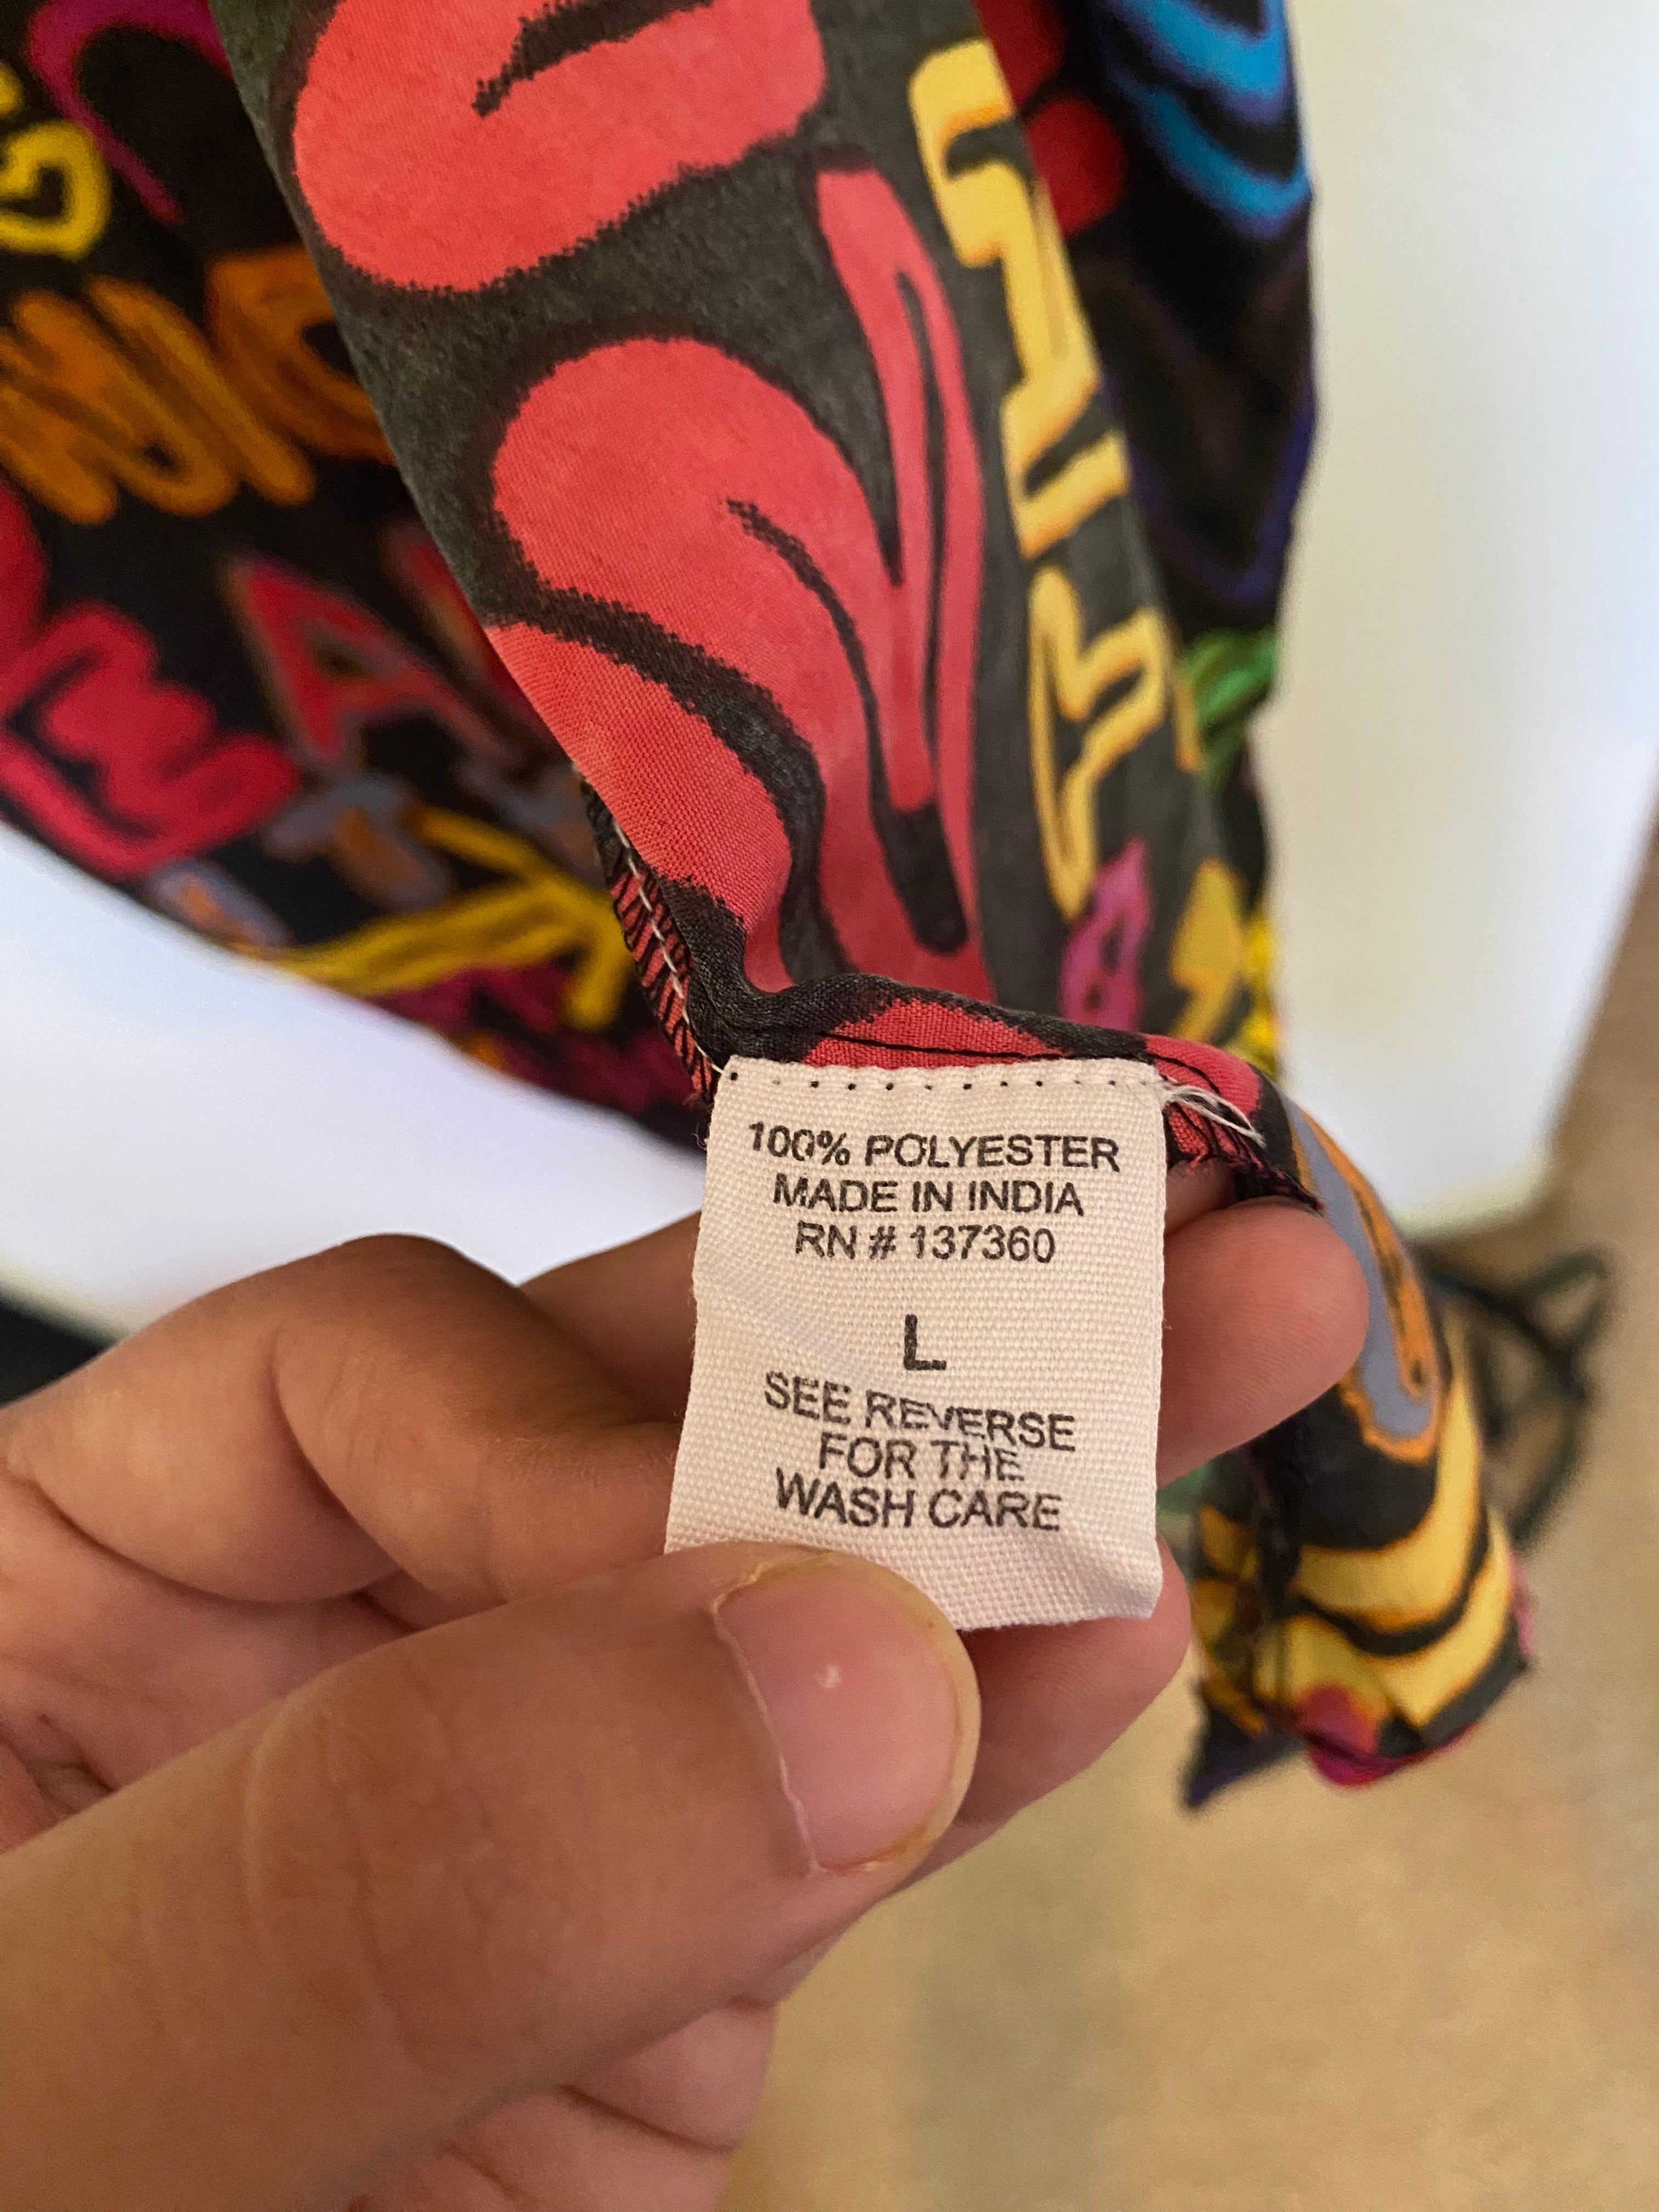 100% POLYESTER
MADE IN INDIA
RN # 137360
L
SEE REVERSE
FOR THE
WASH CARE